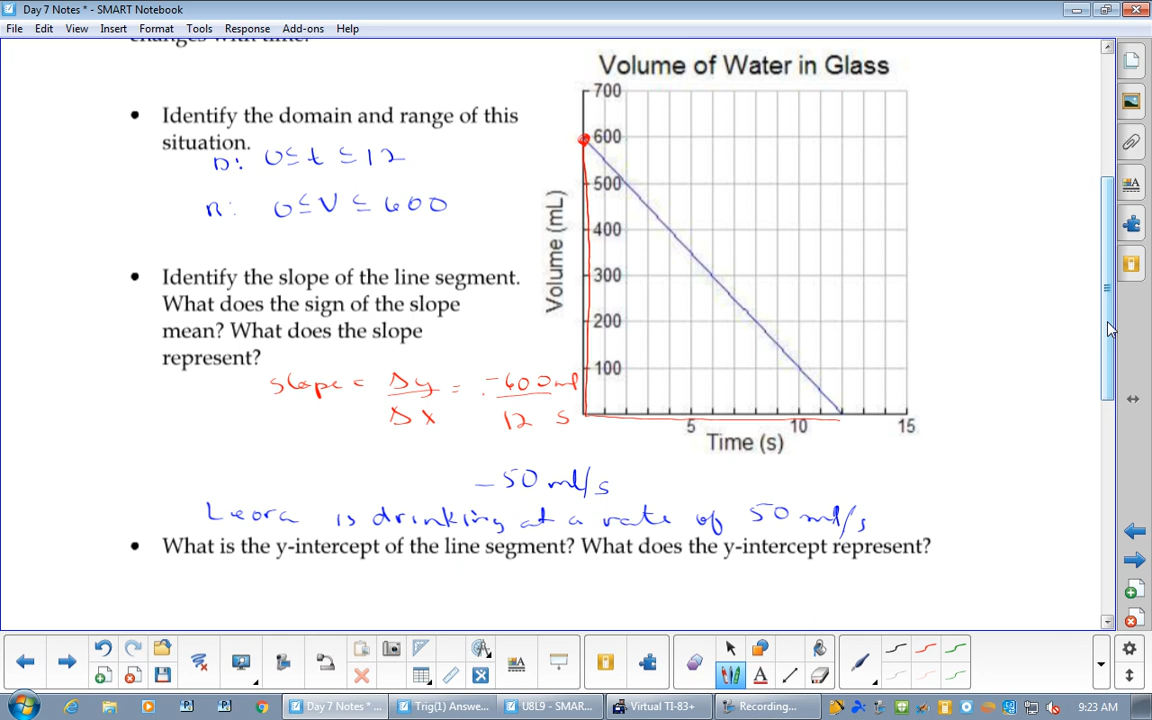 Day 7 Notes * - SMART Notebook
File Edit View Insert Format Tools Response Add-ons Help
changes with time.
Volume of Water in Glass
700
600
500
400
300
200
100
Volume (mL)
5 10 15
Time (s)
• Identify the domain and range of this
situation.
D: 0 ≤ t ≤ 12
R: 0 ≤ V ≤ 600
• Identify the slope of the line segment.
What does the sign of the slope
mean? What does the slope
represent?
slope = Δy = -600 ml
Δx 12 s
-50 ml/s
Leora is drinking at a rate of 50 ml/s
• What is the y-intercept of the line segment? What does the y-intercept represent?
Day 7 Notes * ... Trig(1) Answe... U8L9 - SMAR... Virtual TI-83+ Recording...
9:23 AM